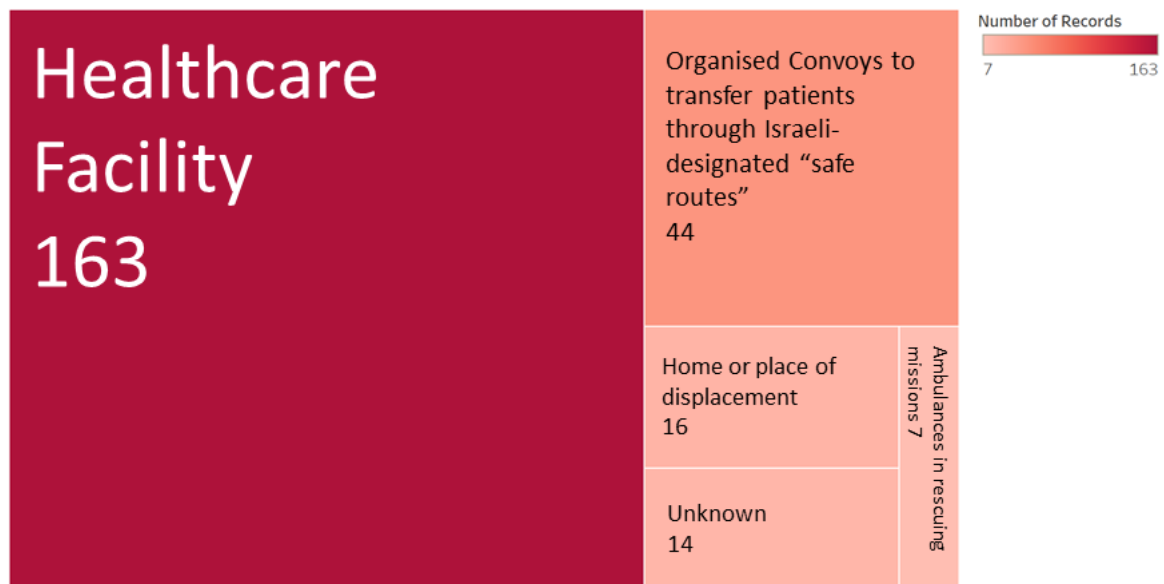 Healthcare
Facility
163
Organised Convoys to
transfer patients
through Israeli-
designated “safe
routes”
44
Home or place of
displacement
16
Unknown
14
Ambulances in rescuing
missions 7
Number of Records
7
163